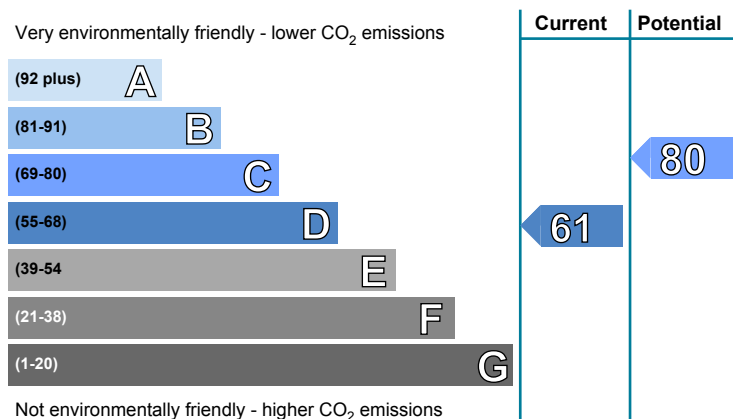 Very environmentally friendly - lower CO2 emissions
Current Potential
(92 plus) A
(81-91) B
(69-80) C
80
(55-68) D
61
(39-54 E
(21-38) F
(1-20) G
Not environmentally friendly - higher CO2 emissions